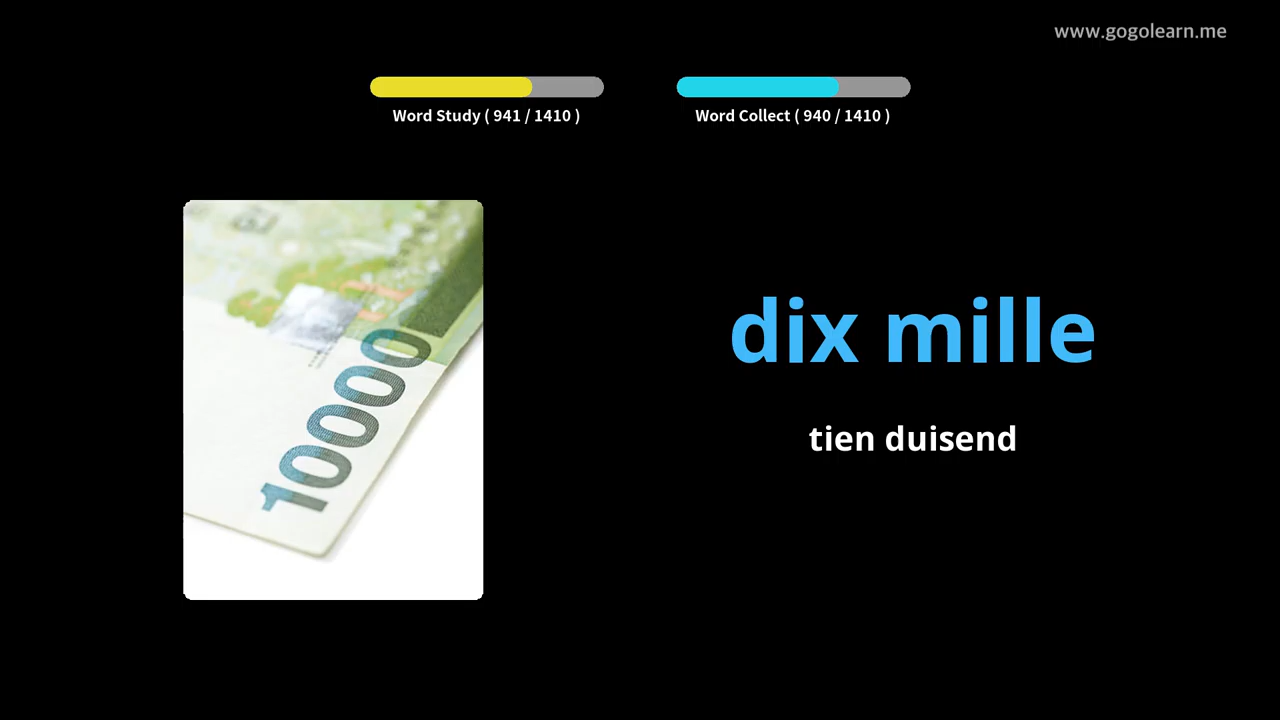 www.gogolearn.me
Word Study ( 941 / 1410 )
Word Collect ( 940 / 1410 )
10000
dix mille
tien duisend